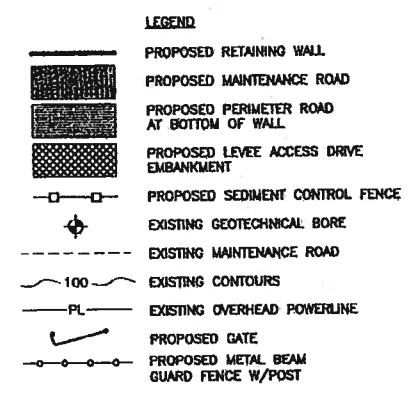 LEGEND
PROPOSED RETAINING WALL
PROPOSED MAINTENANCE ROAD
PROPOSED PERIMETER ROAD
AT BOTTOM OF WALL
PROPOSED LEVEE ACCESS DRIVE
EMBANKMENT
PROPOSED SEDIMENT CONTROL FENCE
EXISTING GEOTECHNICAL BORE
EXISTING MAINTENANCE ROAD
100 EXISTING CONTOURS
PL EXISTING OVERHEAD POWERLINE
PROPOSED GATE
PROPOSED METAL BEAM
GUARD FENCE W/POST